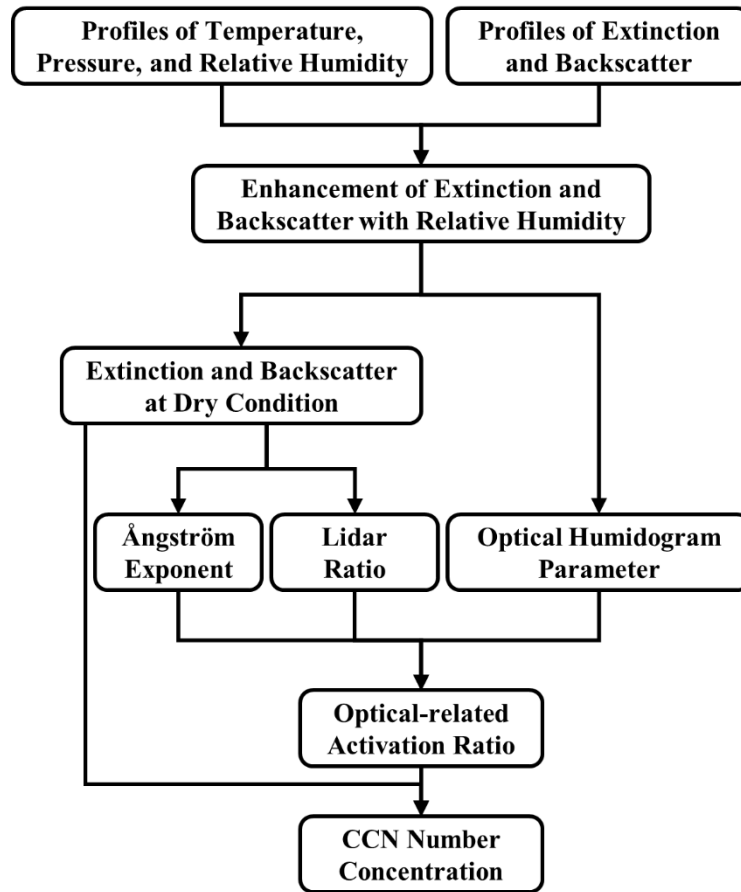 Profiles of Temperature,
Pressure, and Relative Humidity
Profiles of Extinction
and Backscatter
Enhancement of Extinction and
Backscatter with Relative Humidity
Extinction and Backscatter
at Dry Condition
Ångström
Exponent
Lidar
Ratio
Optical Humidogram
Parameter
Optical-related
Activation Ratio
CCN Number
Concentration